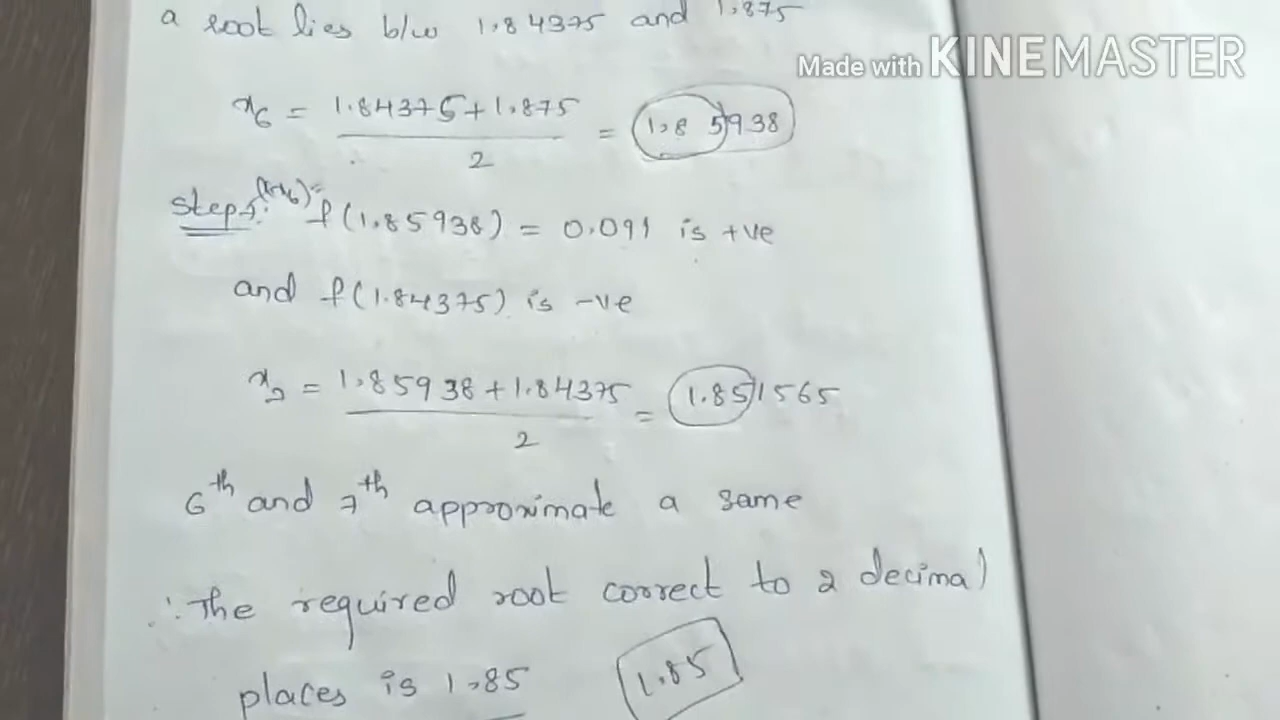 a root lies b/w 1.84375 and 1.875
Made with KINEMASTER
x6 = 1.84375+1.875 / 2 = 1.85938
Step: f(1.85938) = 0.091 is +ve
and f(1.84375) is -ve
x7 = 1.85938+1.84375 / 2 = 1.851565
6th and 7th approximate a same
∴ The required root correct to 2 decimal
places is 1.85 1.85